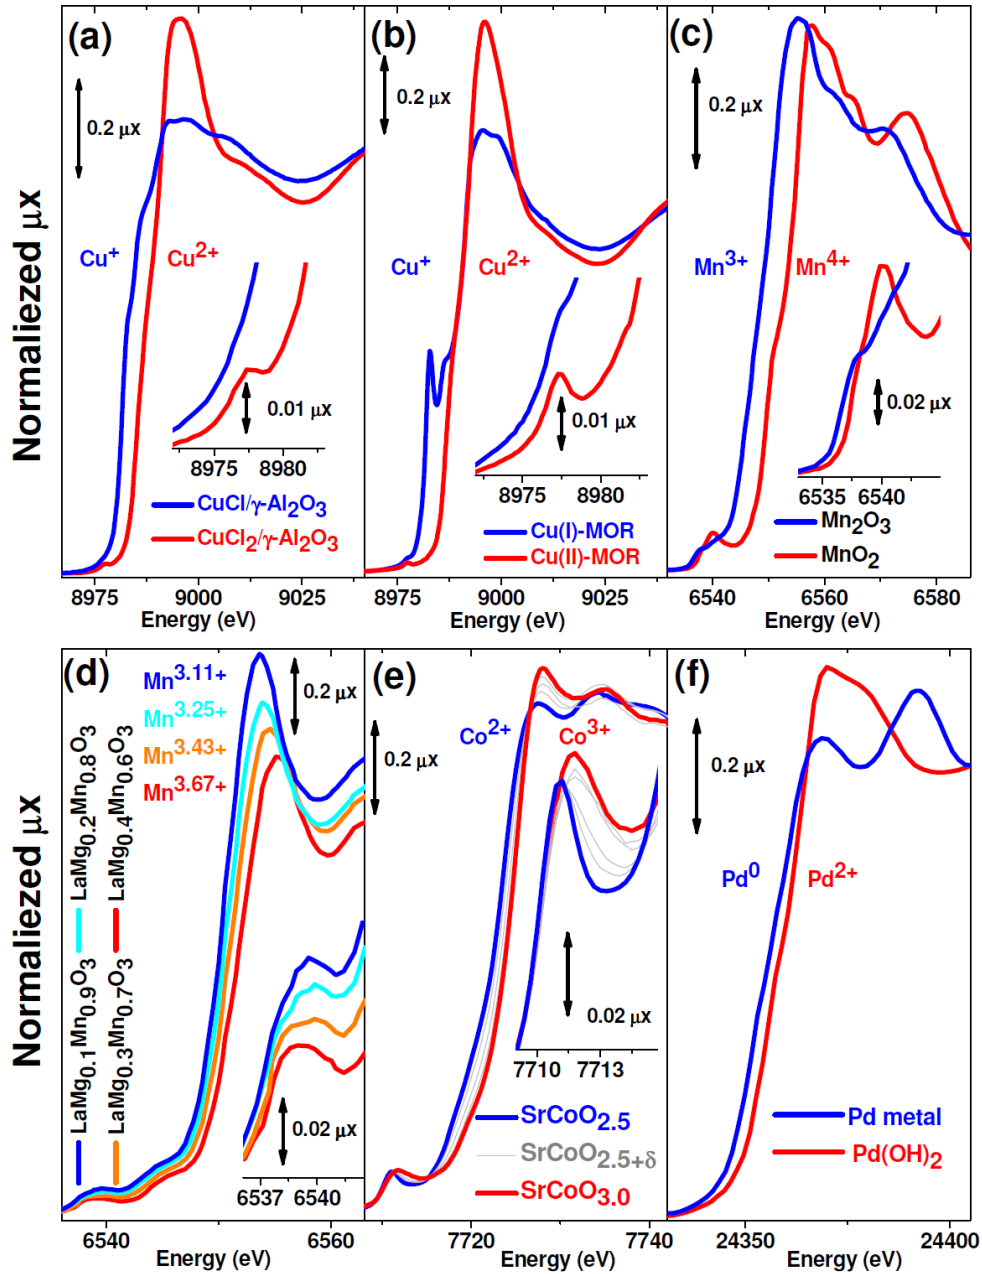 Normaliezed μx
(a)
0.2 μx
Cu+
Cu2+
0.01 μx
8975 8980
CuCl/γ-Al2O3
CuCl2/γ-Al2O3
8975 9000 9025
Energy (eV)
(b)
0.2 μx
Cu+
Cu2+
0.01 μx
8975 8980
Cu(I)-MOR
Cu(II)-MOR
8975 9000 9025
Energy (eV)
(c)
0.2 μx
Mn3+
Mn4+
0.02 μx
6535 6540
Mn2O3
MnO2
6540 6560 6580
Energy (eV)
Normaliezed μx
(d)
Mn3.11+
Mn3.25+
Mn3.43+
Mn3.67+
0.2 μx
LaMg0.1Mn0.9O3
LaMg0.2Mn0.8O3
LaMg0.3Mn0.7O3
LaMg0.4Mn0.6O3
0.02 μx
6537 6540
6540 6560
Energy (eV)
(e)
0.2 μx
Co2+
Co3+
0.02 μx
7710 7713
SrCoO2.5
SrCoO2.5+δ
SrCoO3.0
7720 7740
Energy (eV)
(f)
0.2 μx
Pd0
Pd2+
Pd metal
Pd(OH)2
24350 24400
Energy (eV)